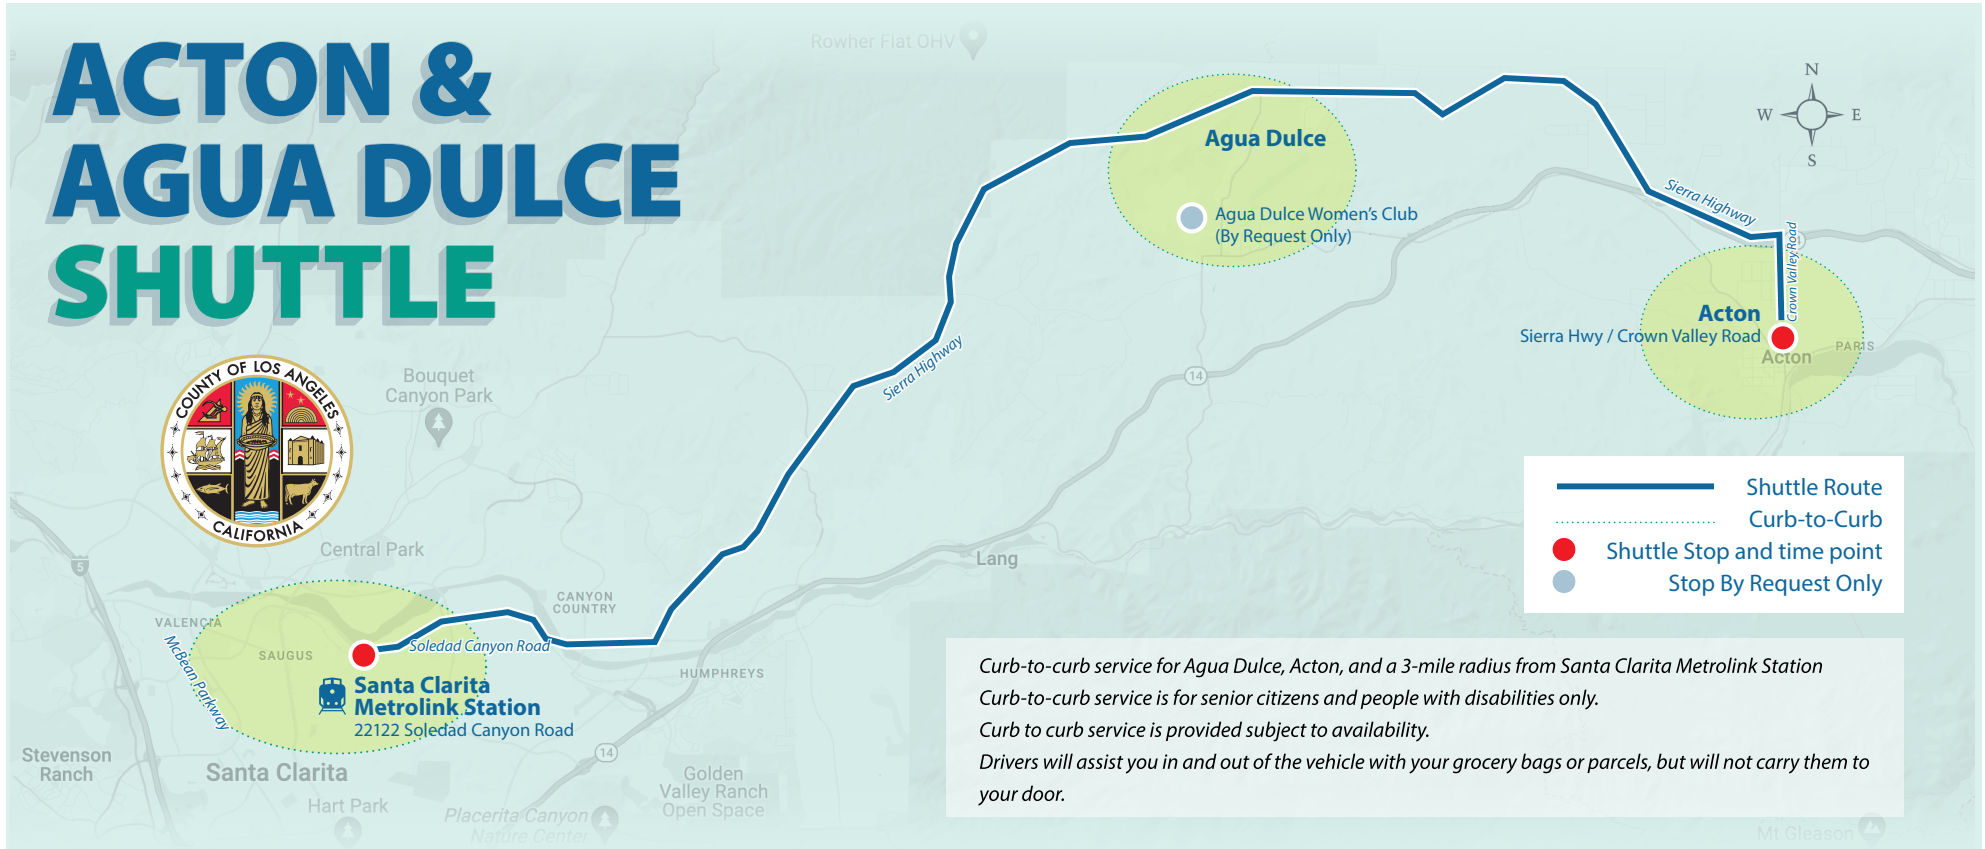 ACTON &
AGUA DULCE
SHUTTLE
COUNTY OF LOS ANGELES
CALIFORNIA
Rowher Flat OHV
N
W
E
S
Agua Dulce
Agua Dulce Women's Club
(By Request Only)
Sierra Highway
Crown Valley Road
Acton
Sierra Hwy / Crown Valley Road
Acton
PARIS
Sierra Highway
14
Bouquet
Canyon Park
Central Park
5
Lang
CANYON
COUNTRY
VALENCIA
McBean Parkway
SAUGUS
Soledad Canyon Road
Santa Clarita
Metrolink Station
22122 Soledad Canyon Road
HUMPHREYS
14
Stevenson
Ranch
Santa Clarita
Hart Park
Golden
Valley Ranch
Open Space
Placerita Canyon
Nature Center
Shuttle Route
Curb-to-Curb
Shuttle Stop and time point
Stop By Request Only
Curb-to-curb service for Agua Dulce, Acton, and a 3-mile radius from Santa Clarita Metrolink Station
Curb-to-curb service is for senior citizens and people with disabilities only.
Curb to curb service is provided subject to availability.
Drivers will assist you in and out of the vehicle with your grocery bags or parcels, but will not carry them to
your door.
Mt Gleason